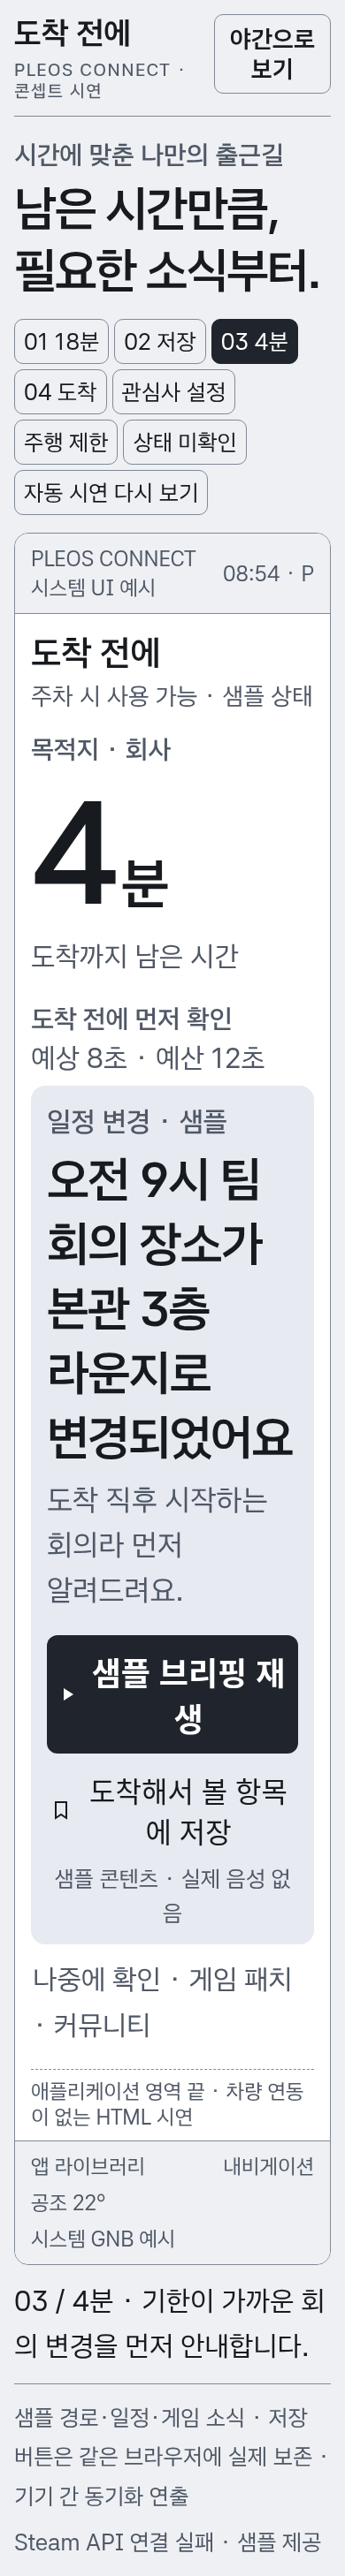 도착 전에
PLEOS CONNECT ·
콘셉트 시연
야간으로
보기
시간에 맞춘 나만의 출근길
남은 시간만큼,
필요한 소식부터.
01 18분
02 저장
03 4분
04 도착
관심사 설정
주행 제한
상태 미확인
자동 시연 다시 보기
PLEOS CONNECT
시스템 UI 예시
08:54 · P
도착 전에
주차 시 사용 가능 · 샘플 상태
목적지 · 회사
4분
도착까지 남은 시간
도착 전에 먼저 확인
예상 8초 · 예산 12초
일정 변경 · 샘플
오전 9시 팀
회의 장소가
본관 3층
라운지로
변경되었어요
도착 직후 시작하는
회의라 먼저
알려드려요.
샘플 브리핑 재
생
도착해서 볼 항목
에 저장
샘플 콘텐츠 · 실제 음성 없
음
나중에 확인 · 게임 패치
· 커뮤니티
애플리케이션 영역 끝 · 차량 연동
이 없는 HTML 시연
앱 라이브러리
내비게이션
공조 22°
시스템 GNB 예시
03 / 4분 · 기한이 가까운 회
의 변경을 먼저 안내합니다.
샘플 경로·일정·게임 소식 · 저장
버튼은 같은 브라우저에 실제 보존 ·
기기 간 동기화 연출
Steam API 연결 실패 · 샘플 제공